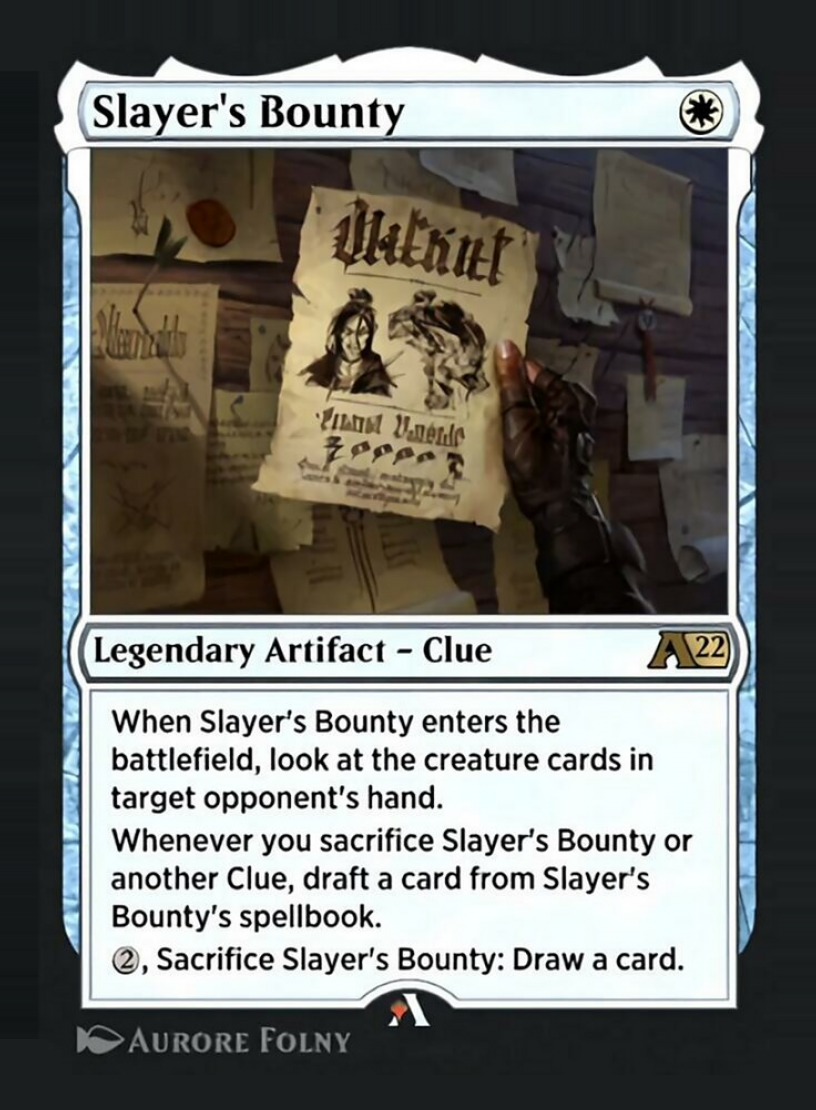 Slayer's Bounty
Legendary Artifact – Clue
A22
When Slayer's Bounty enters the
battlefield, look at the creature cards in
target opponent's hand.
Whenever you sacrifice Slayer's Bounty or
another Clue, draft a card from Slayer's
Bounty's spellbook.
2, Sacrifice Slayer's Bounty: Draw a card.
AURORE FOLNY